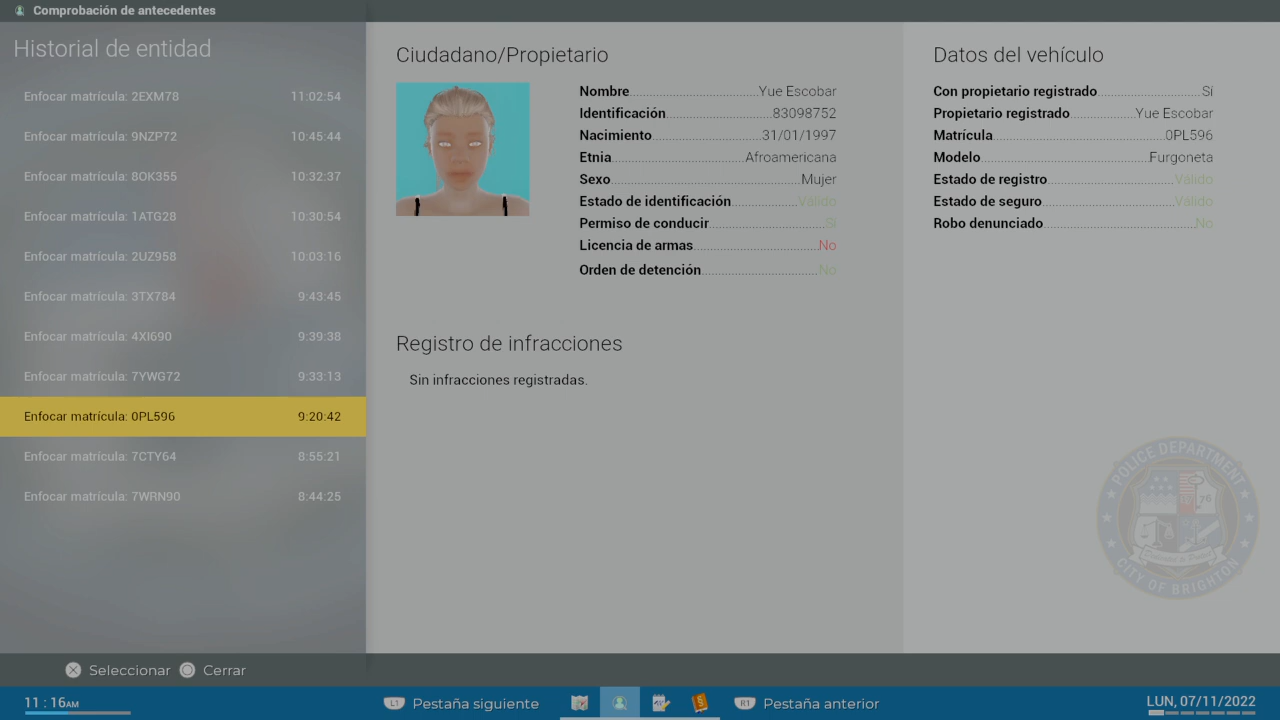 Comprobación de antecedentes
Historial de entidad
Enfocar matrícula: 2EXM78 11:02:54
Enfocar matrícula: 9NZP72 10:45:44
Enfocar matrícula: 8OK355 10:32:37
Enfocar matrícula: 1ATG28 10:30:54
Enfocar matrícula: 2UZ958 10:03:16
Enfocar matrícula: 3TX784 9:43:45
Enfocar matrícula: 4XI690 9:39:38
Enfocar matrícula: 7YWG72 9:33:13
Enfocar matrícula: 0PL596 9:20:42
Enfocar matrícula: 7CTY64 8:55:21
Enfocar matrícula: 7WRN90 8:44:25
Ciudadano/Propietario
Nombre Yue Escobar
Identificación 83098752
Nacimiento 31/01/1997
Etnia Afroamericana
Sexo Mujer
Estado de identificación Válido
Permiso de conducir Sí
Licencia de armas No
Orden de detención No
Registro de infracciones
Sin infracciones registradas.
Datos del vehículo
Con propietario registrado Sí
Propietario registrado Yue Escobar
Matrícula 0PL596
Modelo Furgoneta
Estado de registro Válido
Estado de seguro Válido
Robo denunciado No
POLICE DEPARTMENT
CITY OF BRIGHTON
Seleccionar Cerrar
11 : 16AM
L1 Pestaña siguiente
R1 Pestaña anterior
LUN, 07/11/2022